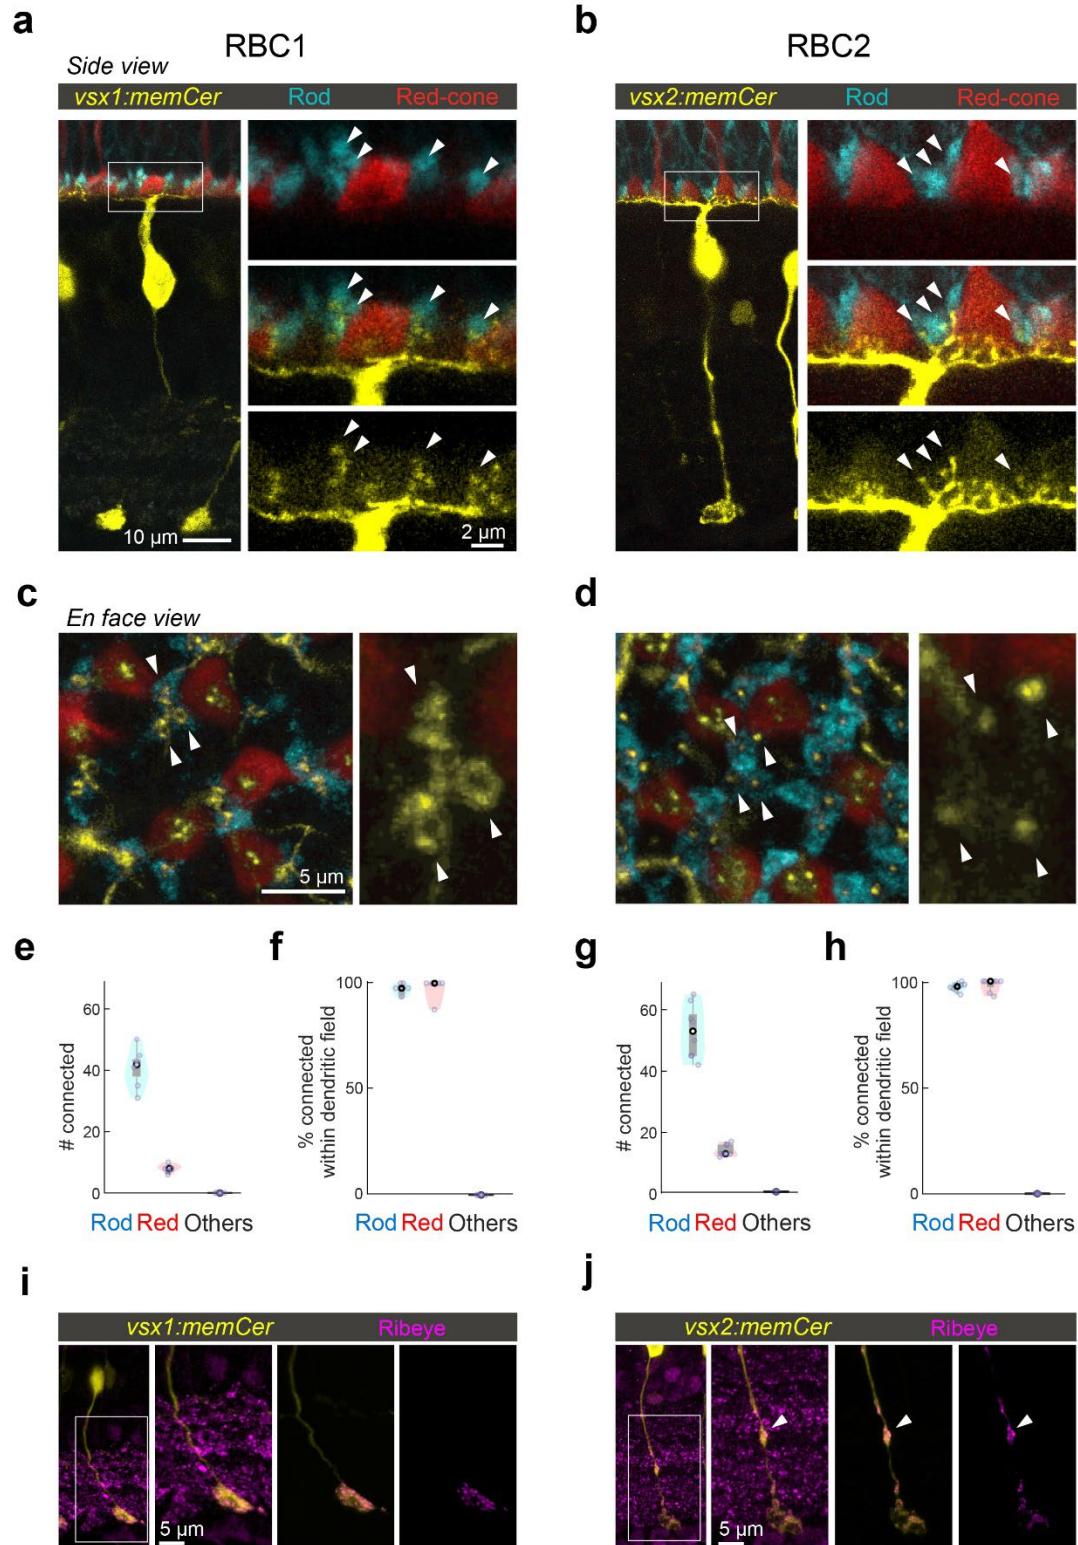 a
RBC1
Side view
vsx1:memCer Rod Red-cone
10 µm
2 µm
b
RBC2
vsx2:memCer Rod Red-cone
c
En face view
5 µm
d
e
# connected
60
40
20
0
Rod Red Others
f
% connected
within dendritic field
100
50
0
Rod Red Others
g
# connected
60
40
20
0
Rod Red Others
h
% connected
within dendritic field
100
50
0
Rod Red Others
i
vsx1:memCer Ribeye
5 µm
j
vsx2:memCer Ribeye
5 µm